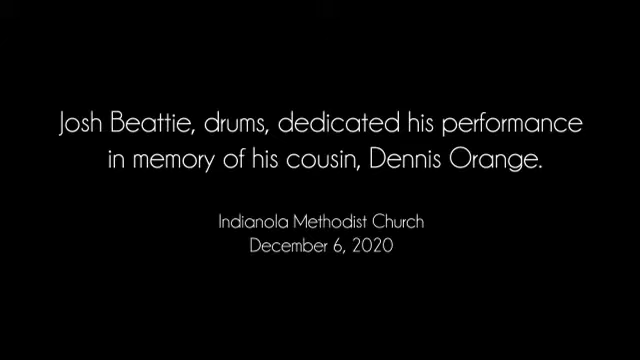 Josh Beattie, drums, dedicated his performance
in memory of his cousin, Dennis Orange.
Indianola Methodist Church
December 6, 2020